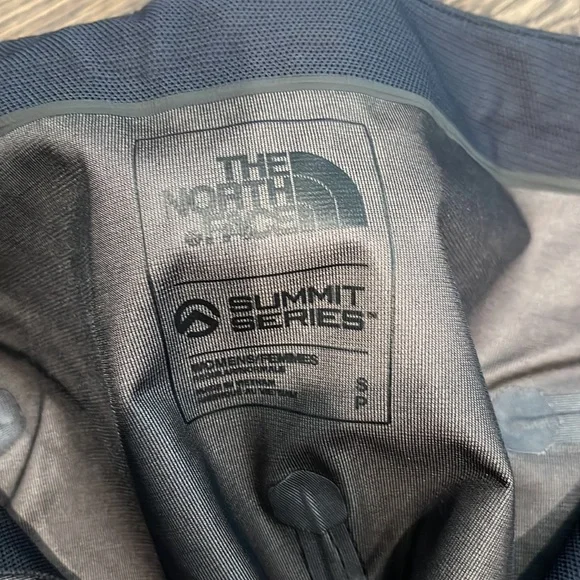 THE
NORTH
FACE
SUMMIT
SERIES™
WOMENS/FEMMES
S
P